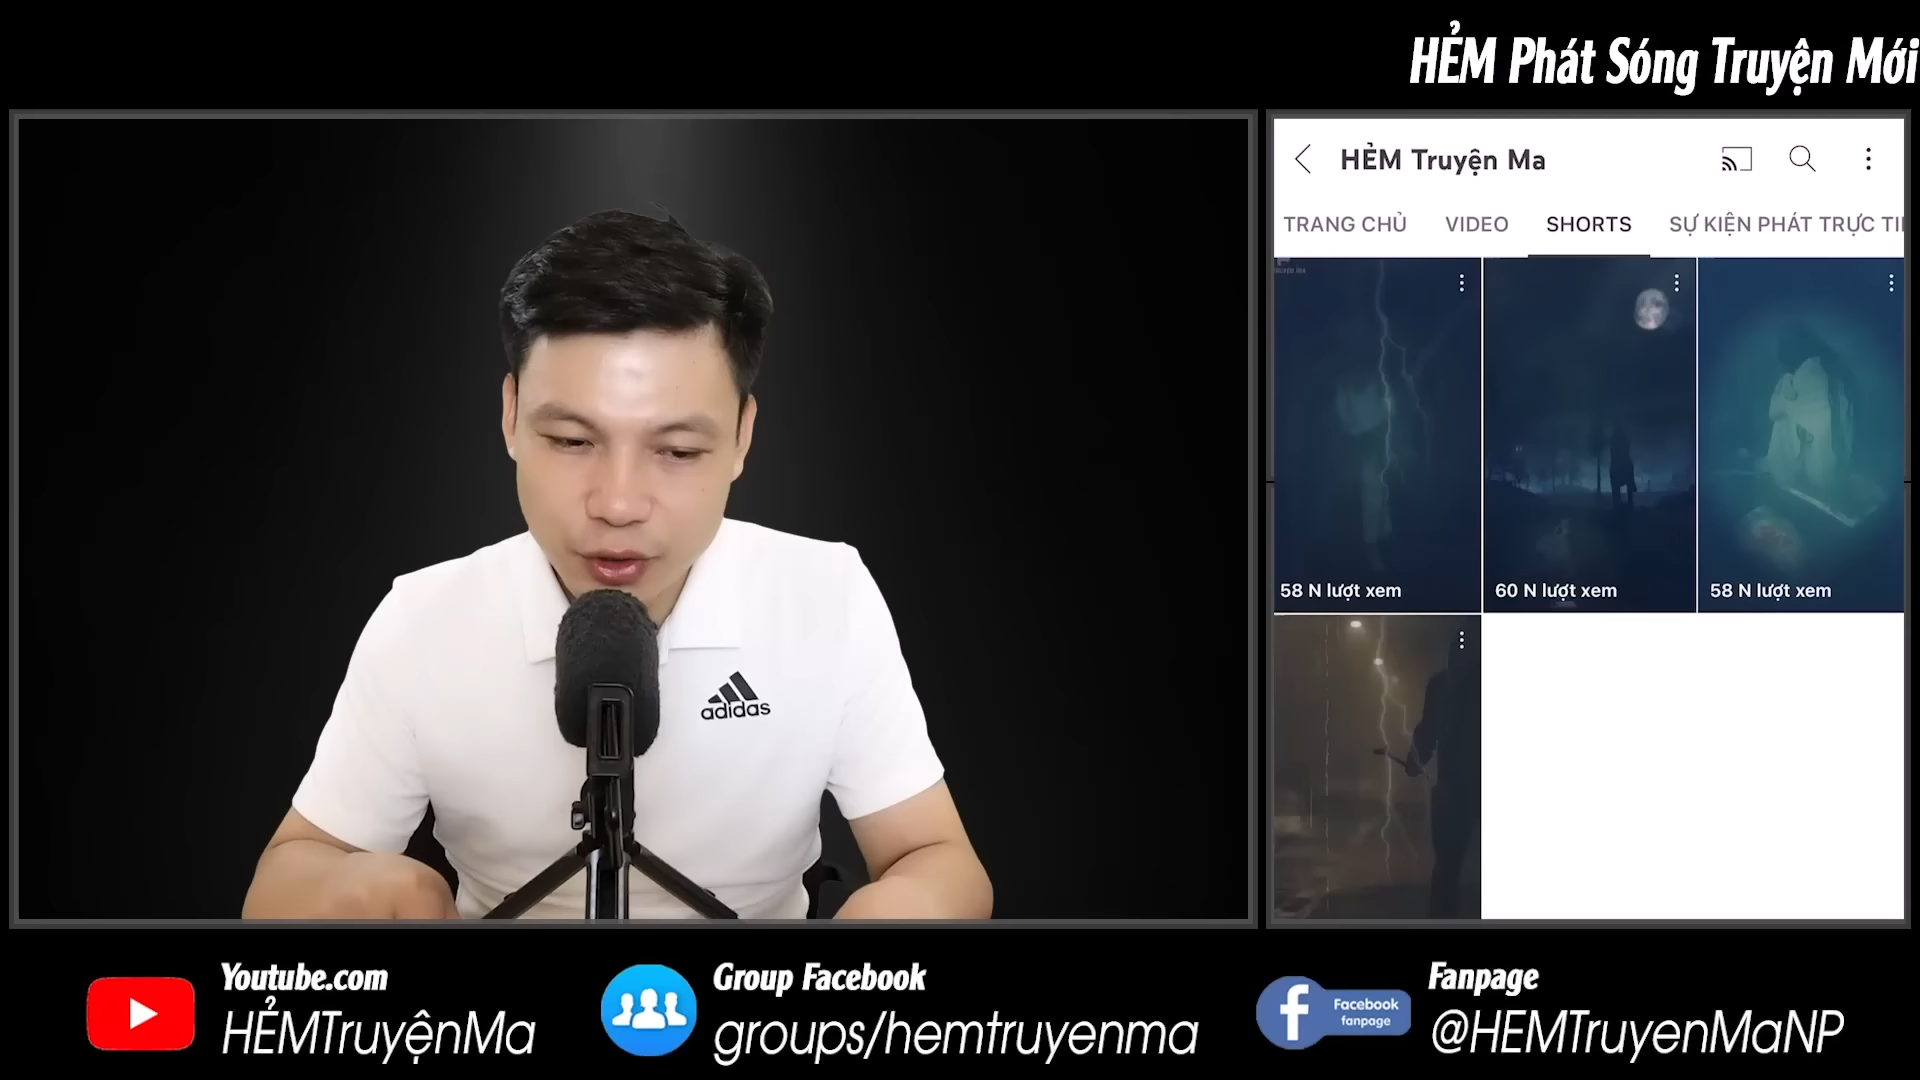 HẺM Phát Sóng Truyện Mới
HẺM Truyện Ma
TRANG CHỦ VIDEO SHORTS SỰ KIỆN PHÁT TRỰC TI
58 N lượt xem 60 N lượt xem 58 N lượt xem
adidas
Youtube.com
HẺMTruyệnMa
Group Facebook
groups/hemtruyenma
Facebook
fanpage
Fanpage
@HEMTruyenMaNP